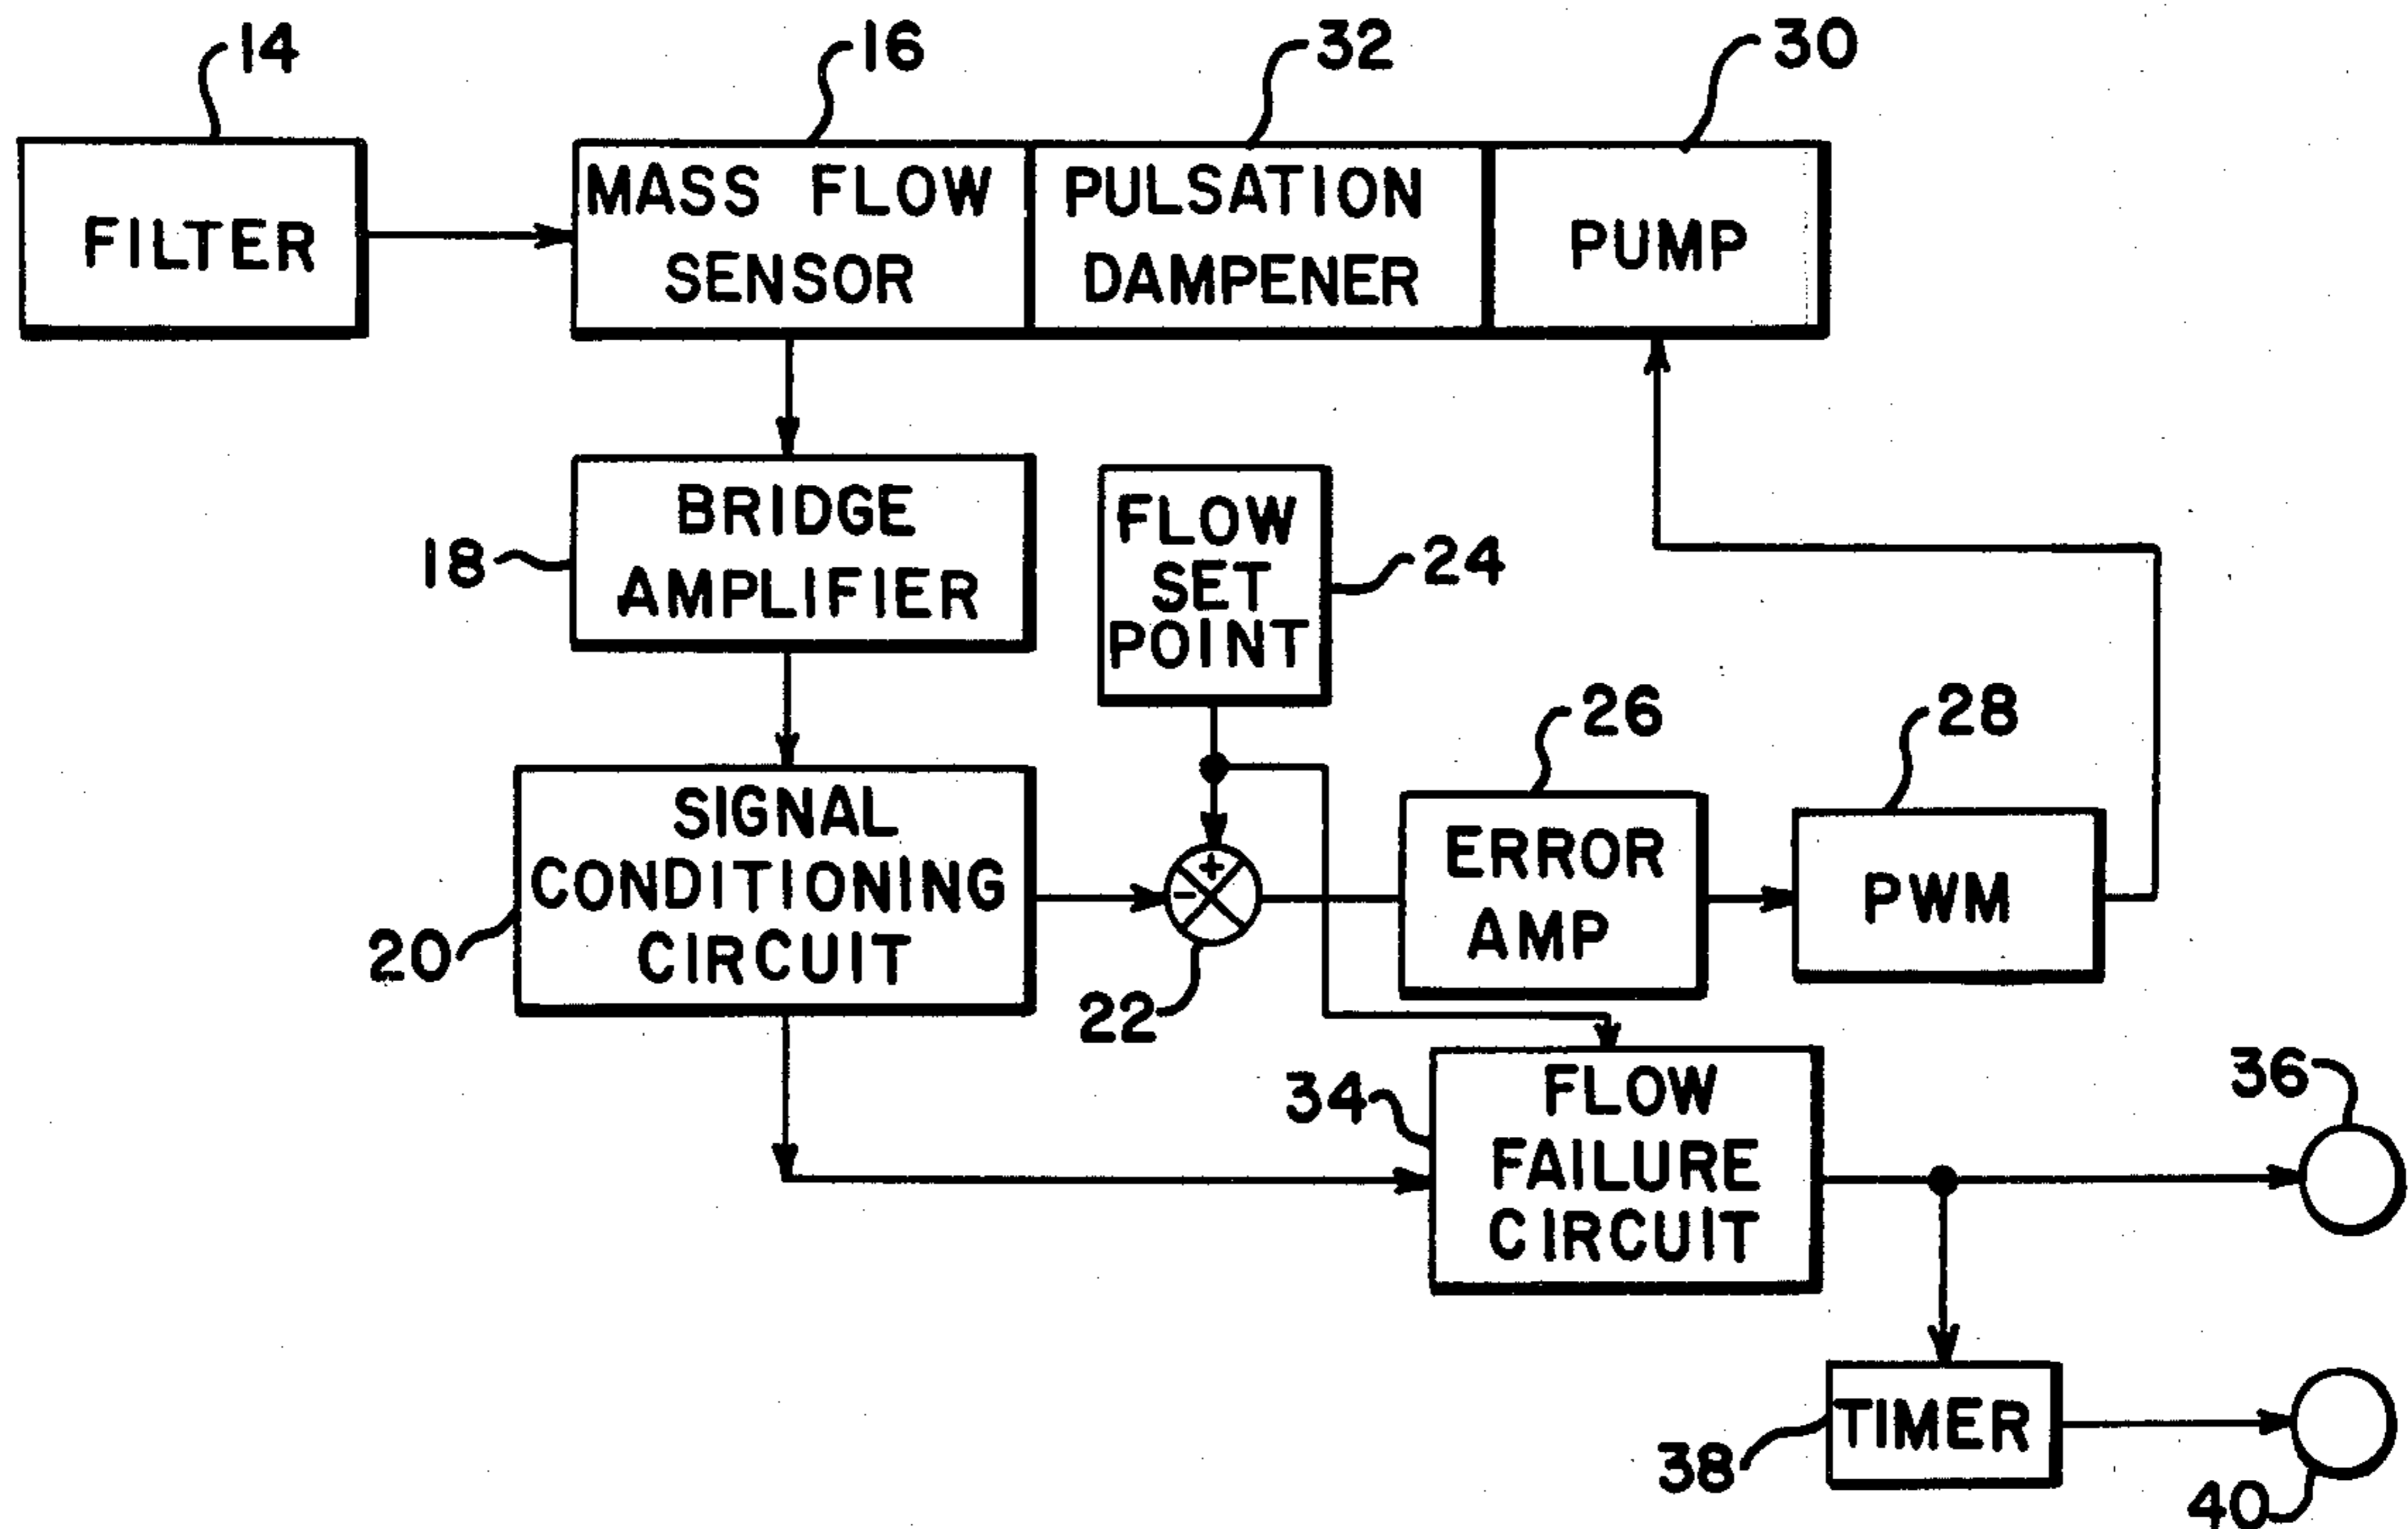 14
16
32
30
FILTER
MASS FLOW
SENSOR
PULSATION
DAMPENER
PUMP
BRIDGE
AMPLIFIER
18
FLOW
SET
POINT
24
26
28
SIGNAL
CONDITIONING
CIRCUIT
20
+
-
22
ERROR
AMP
PWM
34
FLOW
FAILURE
CIRCUIT
36
TIMER
38
40